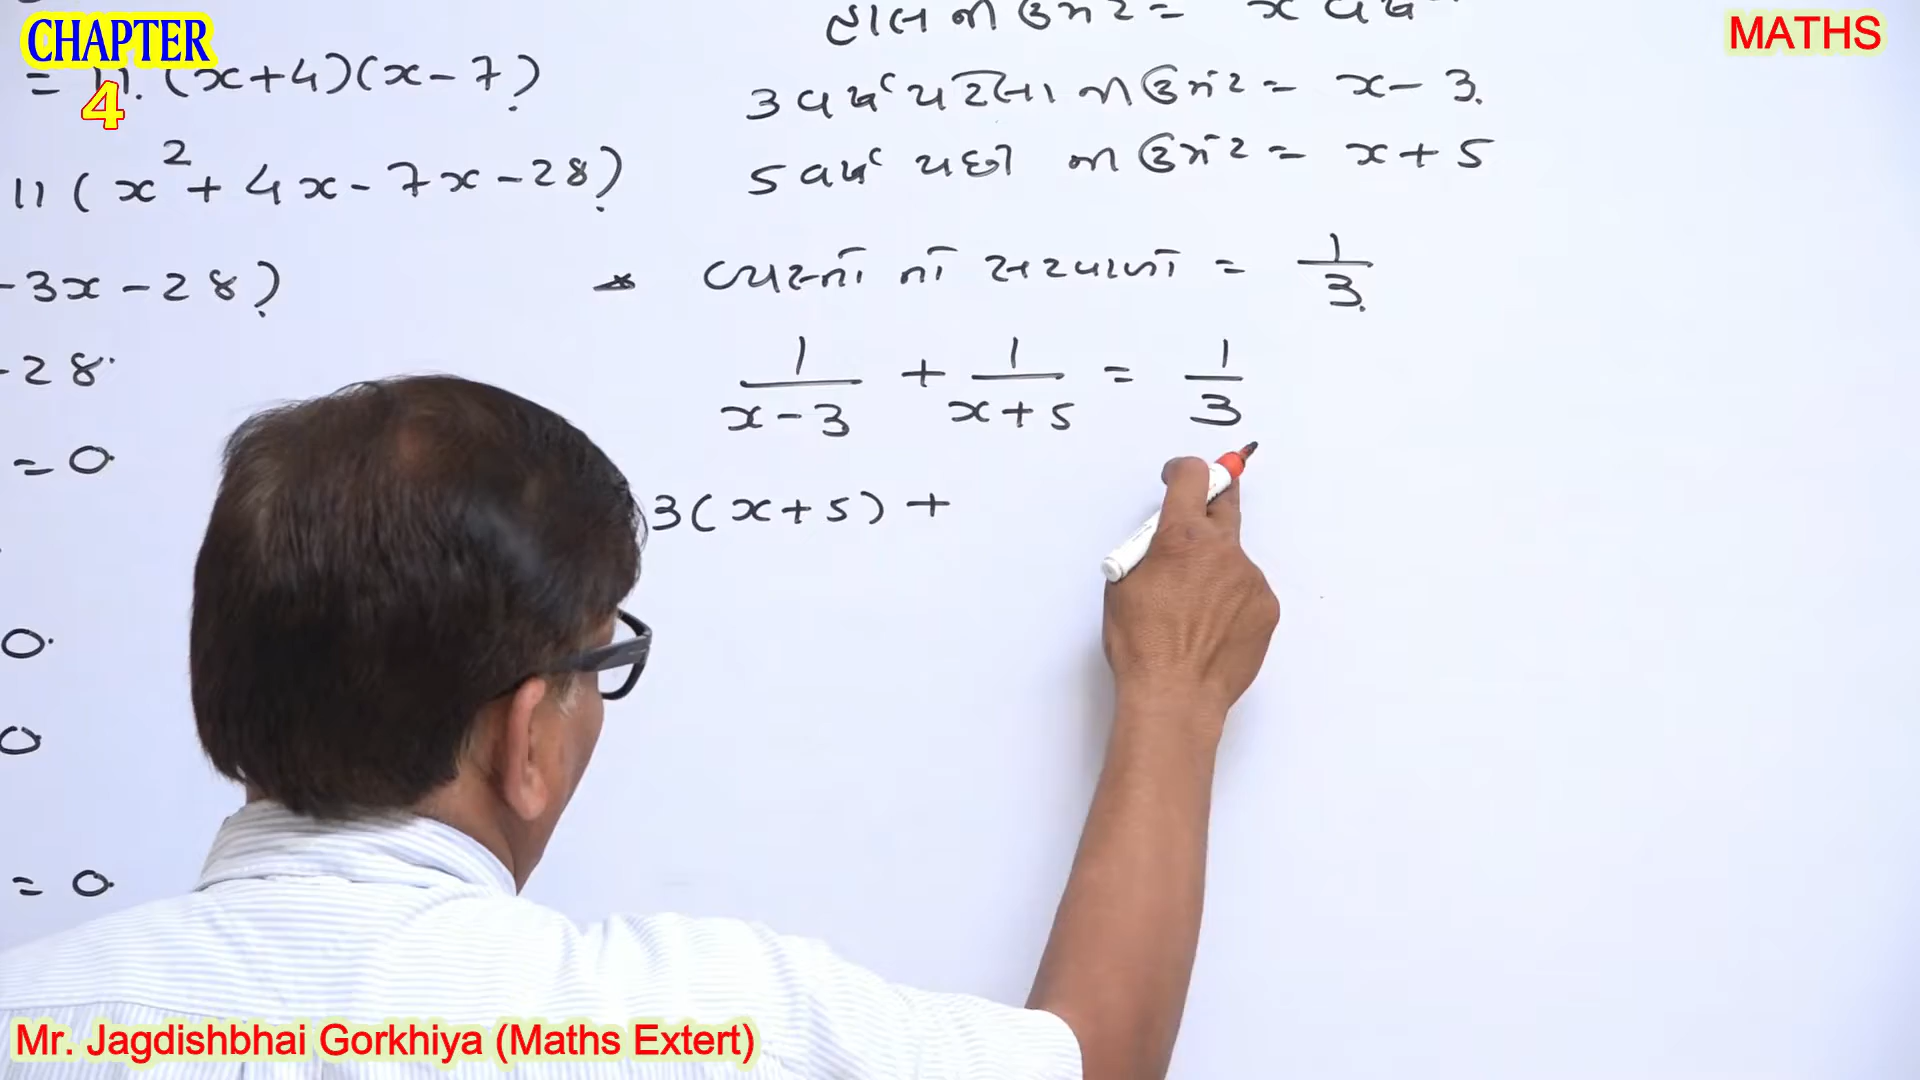 CHAPTER
4
MATHS
= 11. (x+4)(x-7)
11 (x²+ 4x-7x-28)
-3x-28)
-28.
= 0.
0.
0
= 0.
હાલ ની ઉંમર = x વર્ષ
3 વર્ષ પહેલા ની ઉંમર = x-3.
5 વર્ષ પછી ની ઉંમર = x+5
વ્યસ્તો નો સરવાળો = 1/3.
1/(x-3) + 1/(x+5) = 1/3
3(x+5) +
Mr. Jagdishbhai Gorkhiya (Maths Extert)